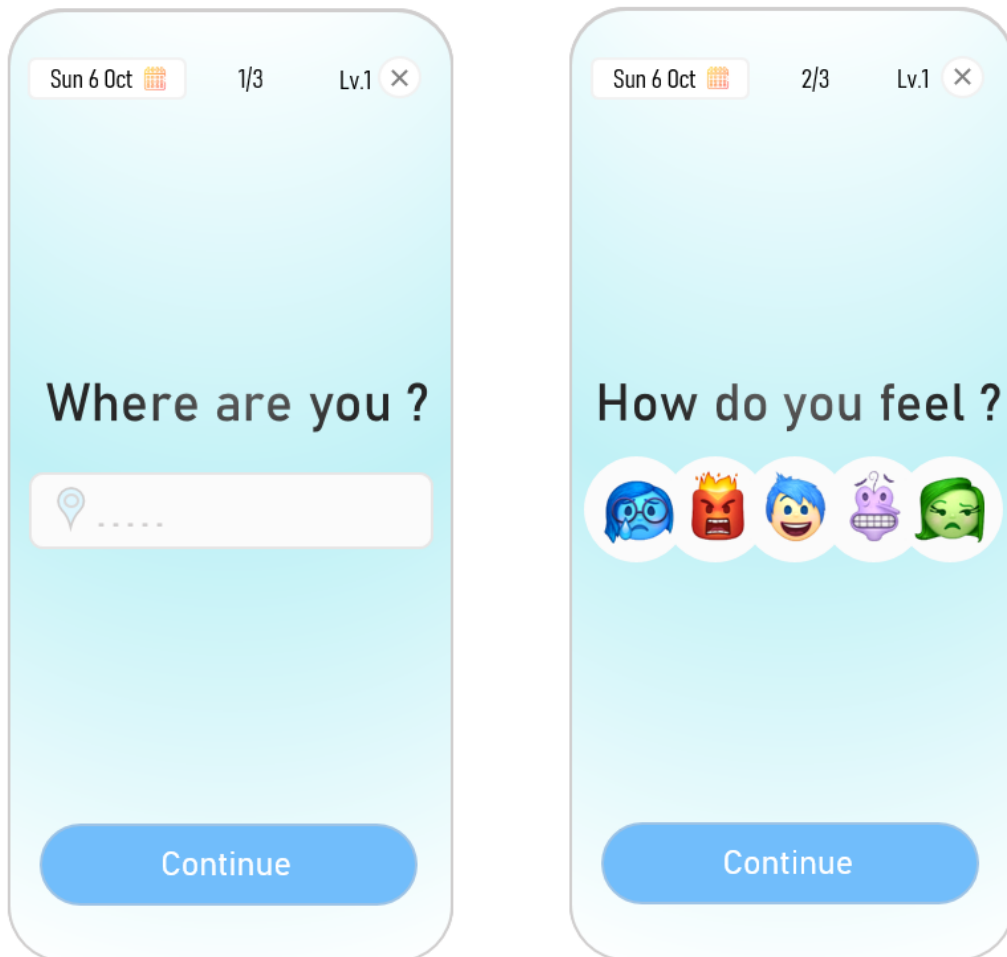 Sun 6 Oct 1/3 Lv.1
Where are you ?
.....
Continue
Sun 6 Oct 2/3 Lv.1
How do you feel ?
Continue